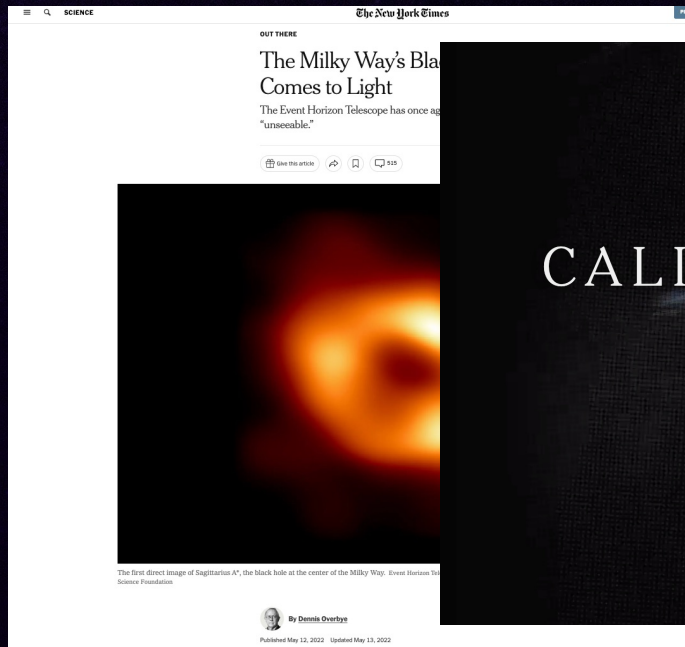 SCIENCE
The New York Times
OUT THERE
The Milky Way's Bla
Comes to Light
The Event Horizon Telescope has once ag
“unseeable.”
Give this article
515
CALI
The first direct image of Sagittarius A*, the black hole at the center of the Milky Way. Event Horizon Tel
Science Foundation
By Dennis Overbye
Published May 12, 2022 Updated May 13, 2022